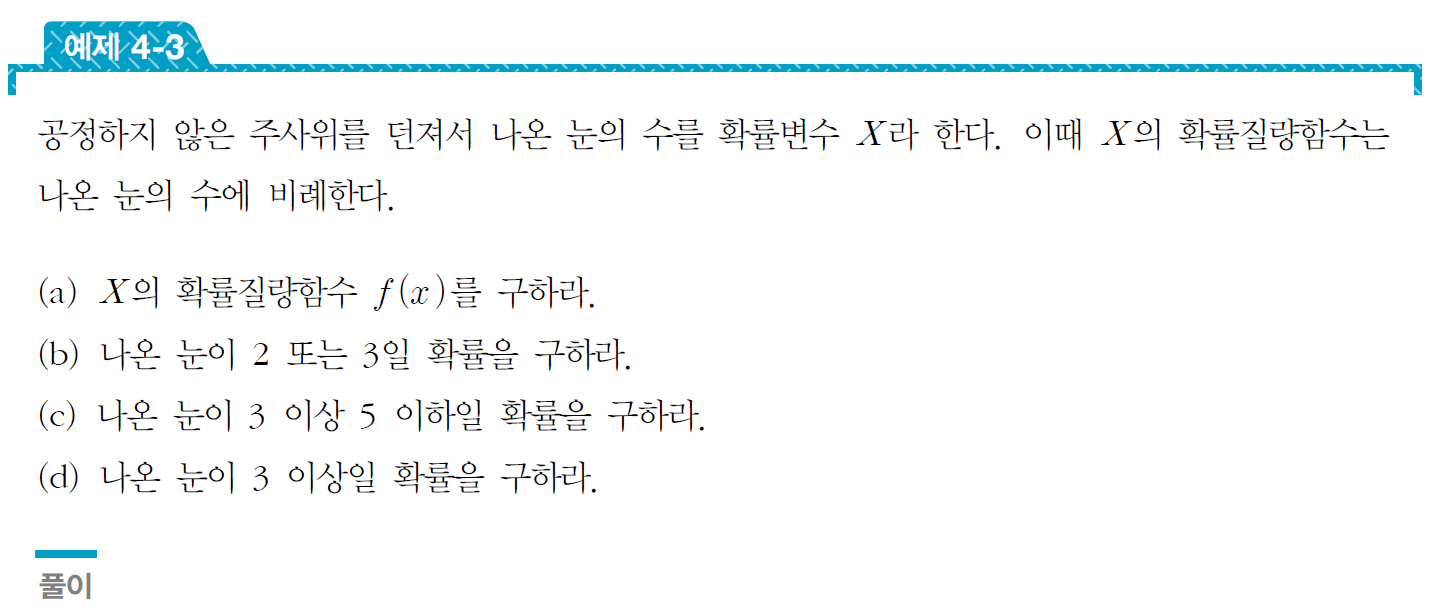 예제 4-3
공정하지 않은 주사위를 던져서 나온 눈의 수를 확률변수 X라 한다. 이때 X의 확률질량함수는
나온 눈의 수에 비례한다.
(a) X의 확률질량함수 f(x)를 구하라.
(b) 나온 눈이 2 또는 3일 확률을 구하라.
(c) 나온 눈이 3 이상 5 이하일 확률을 구하라.
(d) 나온 눈이 3 이상일 확률을 구하라.
풀이